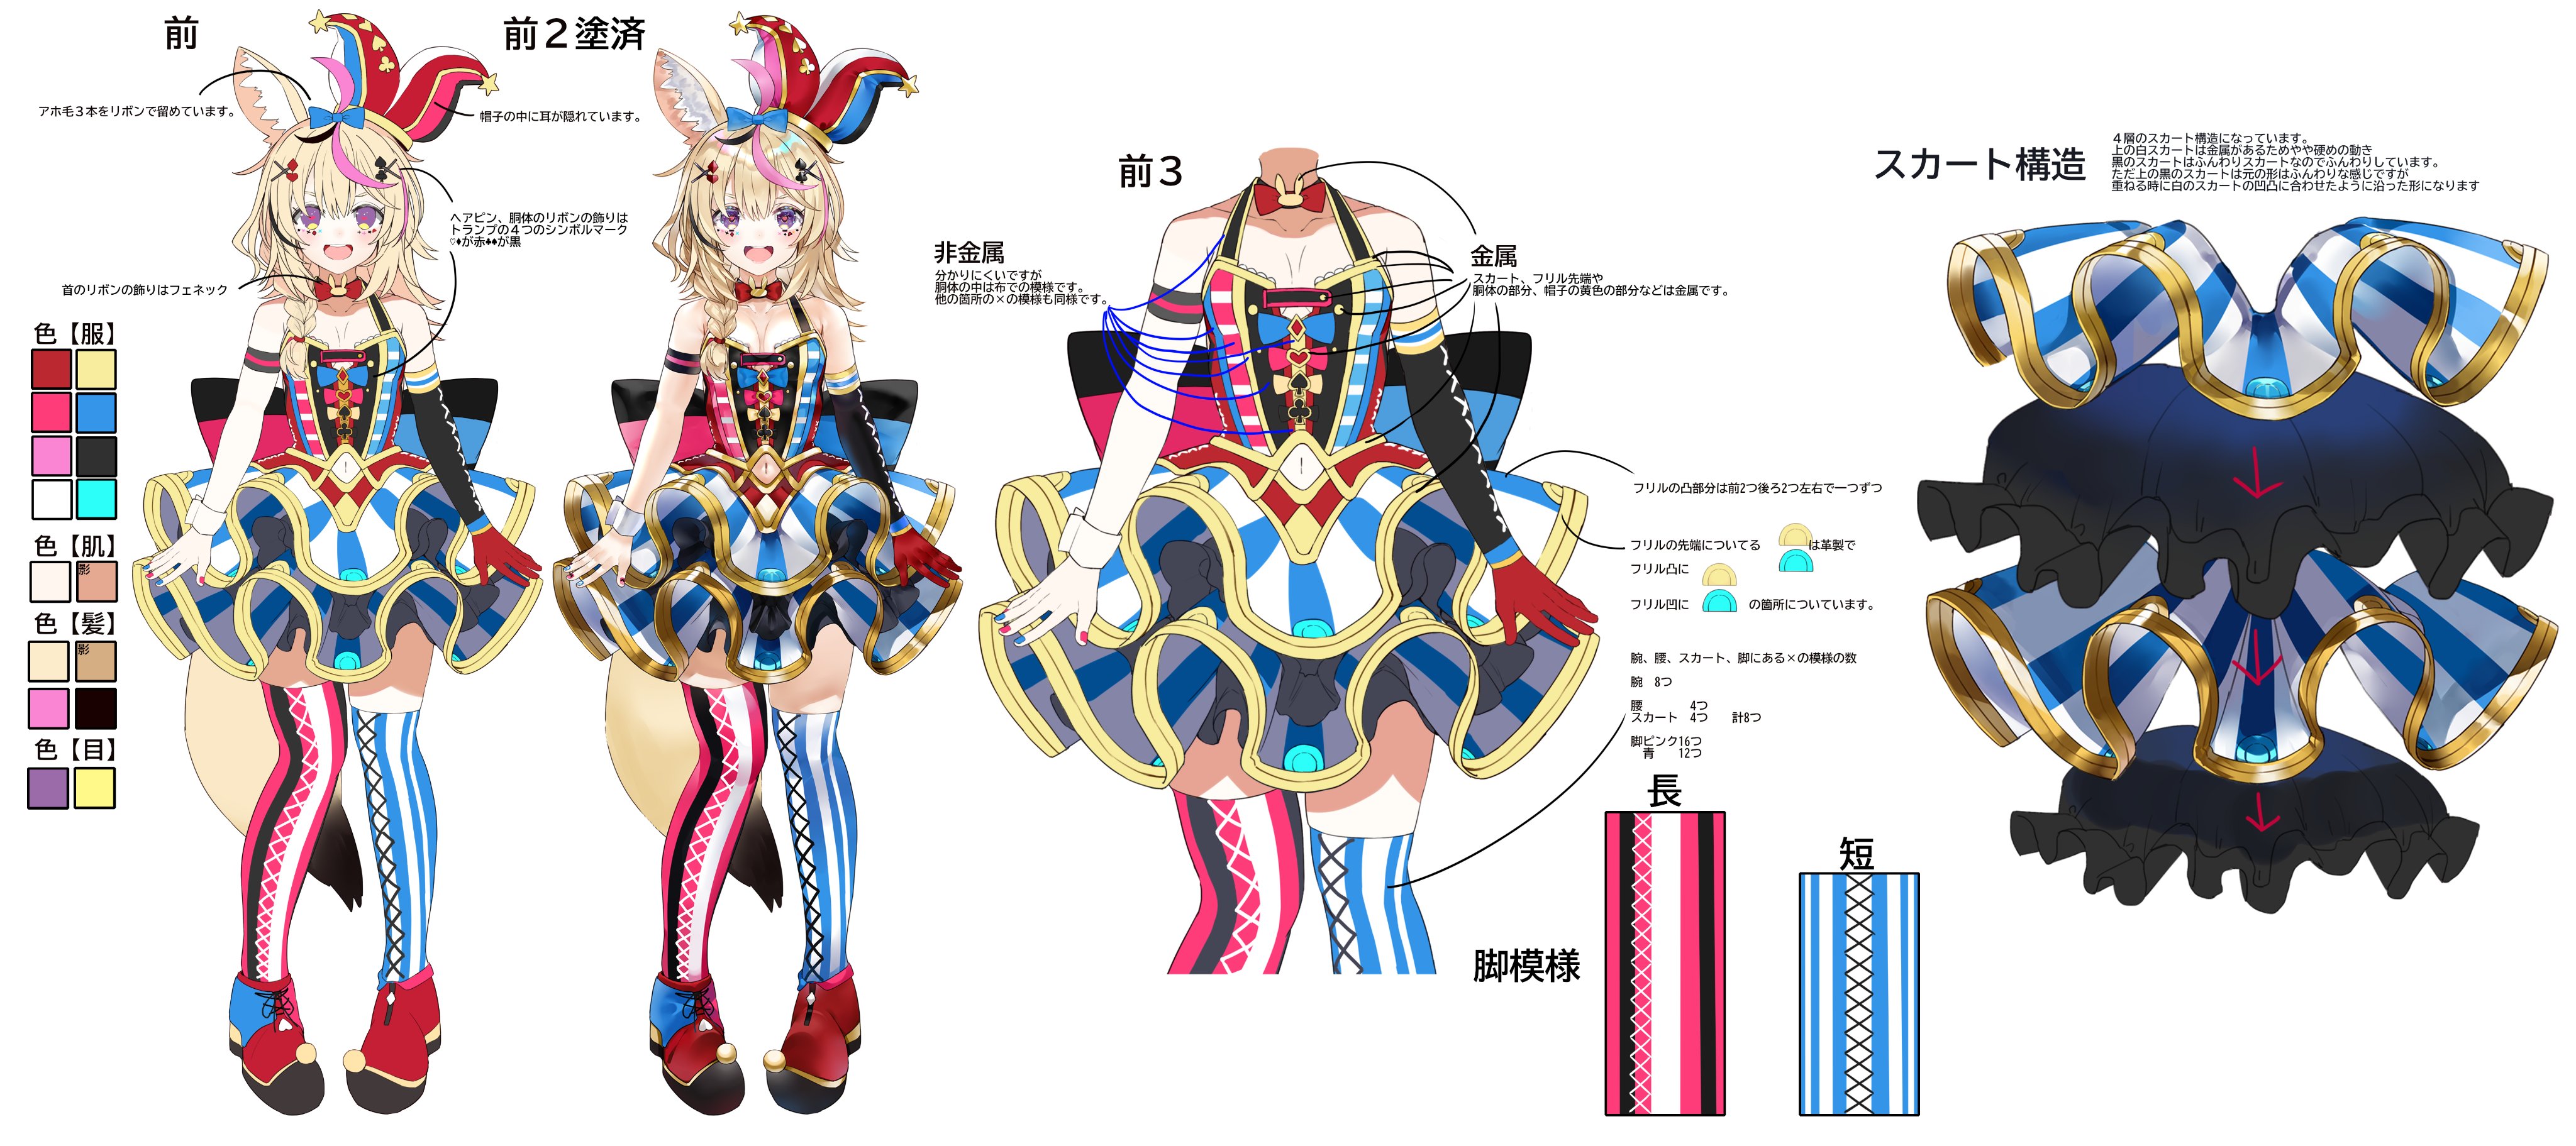 前
アホ毛３本をリボンで留めています。
帽子の中に耳が隠れています。
ヘアピン、胴体のリボンの飾りは
トランプの４つのシンボルマーク
♡♦が赤♣♠が黒
首のリボンの飾りはフェネック
色【服】
色【肌】
影
色【髪】
影
色【目】
前２塗済
前３
非金属
分かりにくいですが
胴体の中は布での模様です。
他の箇所の×の模様も同様です。
金属
スカート、フリル先端や
胴体の部分、帽子の黄色の部分などは金属です。
フリルの凸部分は前2つ後ろ2つ左右で一つずつ
フリルの先端についてる は革製で
フリル凸に
フリル凹に の箇所についています。
腕、腰、スカート、脚にある×の模様の数
腕 8つ
腰 4つ
スカート 4つ 計8つ
脚ピンク16つ
青 12つ
脚模様
長
短
スカート構造
４層のスカート構造になっています。
上の白スカートは金属があるためやや硬めの動き
黒のスカートはふんわりスカートなのでふんわりしています。
ただ上の黒のスカートは元の形はふんわりな感じですが
重ねる時に白のスカートの凹凸に合わせたように沿った形になります